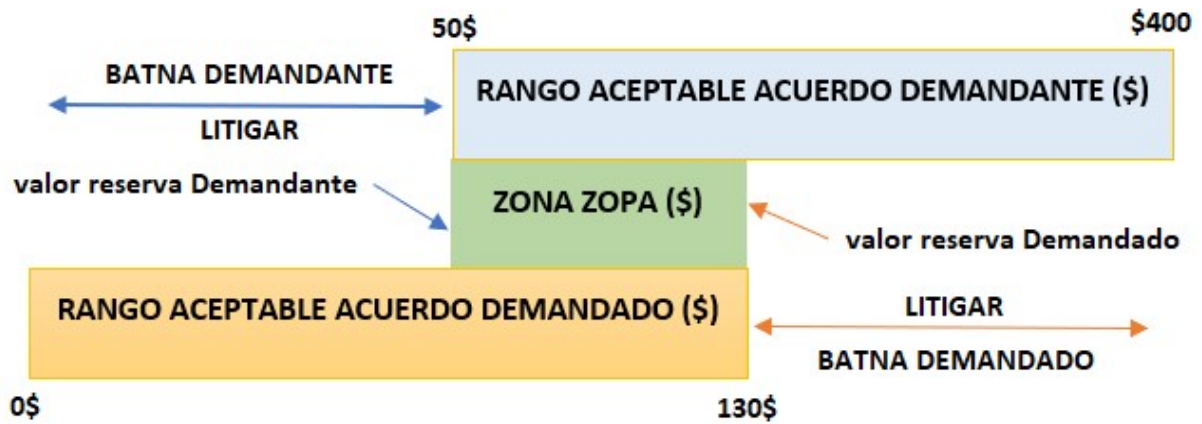 50$
$400
BATNA DEMANDANTE
RANGO ACEPTABLE ACUERDO DEMANDANTE ($)
LITIGAR
valor reserva Demandante
ZONA ZOPA ($)
valor reserva Demandado
RANGO ACEPTABLE ACUERDO DEMANDADO ($)
LITIGAR
BATNA DEMANDADO
0$
130$